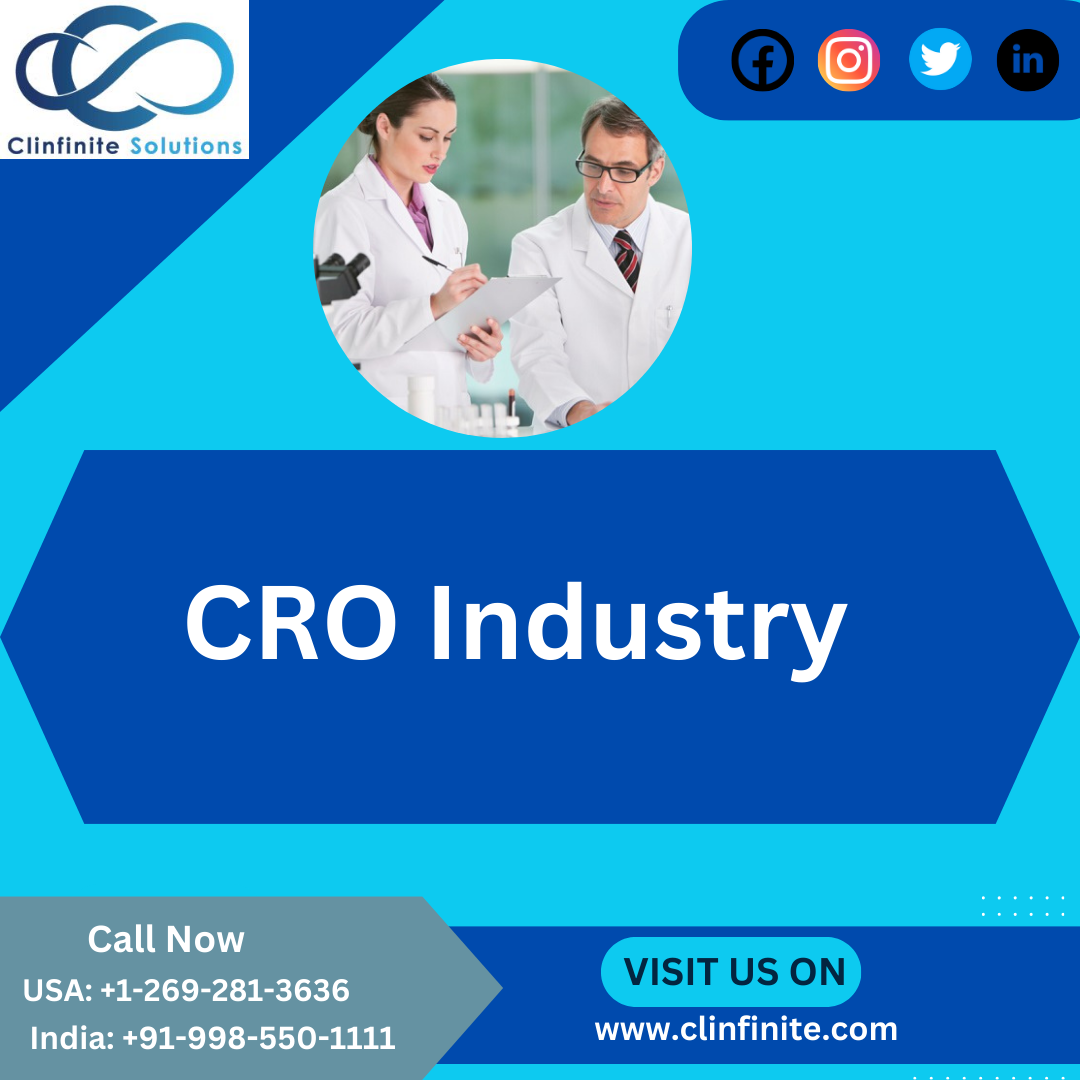 Clinfinite Solutions
CRO Industry
Call Now
USA: +1-269-281-3636
India: +91-998-550-1111
VISIT US ON
www.clinfinite.com